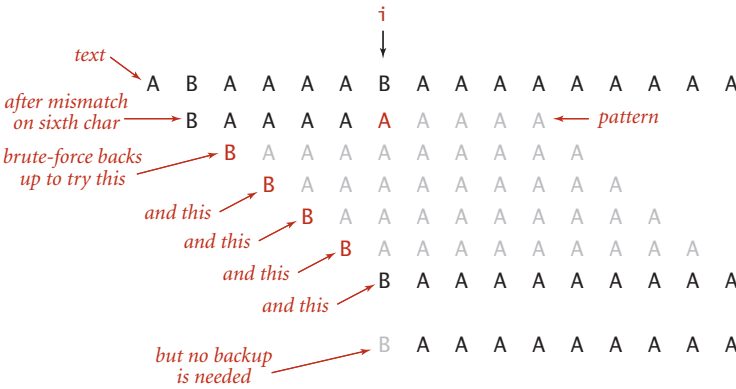 i
text
A B A A A A B A A A A A A A A A
after mismatch
on sixth char
B A A A A A A A A A
pattern
brute-force backs
up to try this
B A A A A A A A A A
and this
B A A A A A A A A A
and this
B A A A A A A A A A
and this
B A A A A A A A A A
and this
B A A A A A A A A A
but no backup
is needed
B A A A A A A A A A